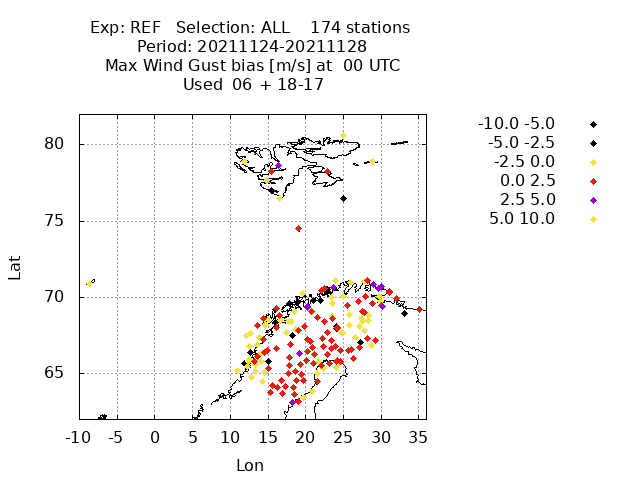 Exp: REF Selection: ALL 174 stations
Period: 20211124-20211128
Max Wind Gust bias [m/s] at 00 UTC
Used 06 + 18-17
-10.0 -5.0
-5.0 -2.5
-2.5 0.0
0.0 2.5
2.5 5.0
5.0 10.0
80
75
70
65
Lat
-10 -5 0 5 10 15 20 25 30 35
Lon